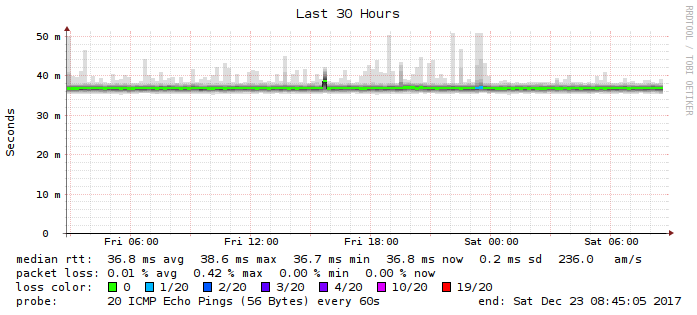 Last 30 Hours
RRDTOOL / TOBI OETIKER
Seconds
50 m
40 m
30 m
20 m
10 m
0
Fri 06:00 Fri 12:00 Fri 18:00 Sat 00:00 Sat 06:00
median rtt: 36.8 ms avg 38.6 ms max 36.7 ms min 36.8 ms now 0.2 ms sd 236.0 am/s
packet loss: 0.01 % avg 0.42 % max 0.00 % min 0.00 % now
loss color: 0 1/20 2/20 3/20 4/20 10/20 19/20
probe: 20 ICMP Echo Pings (56 Bytes) every 60s end: Sat Dec 23 08:45:05 2017